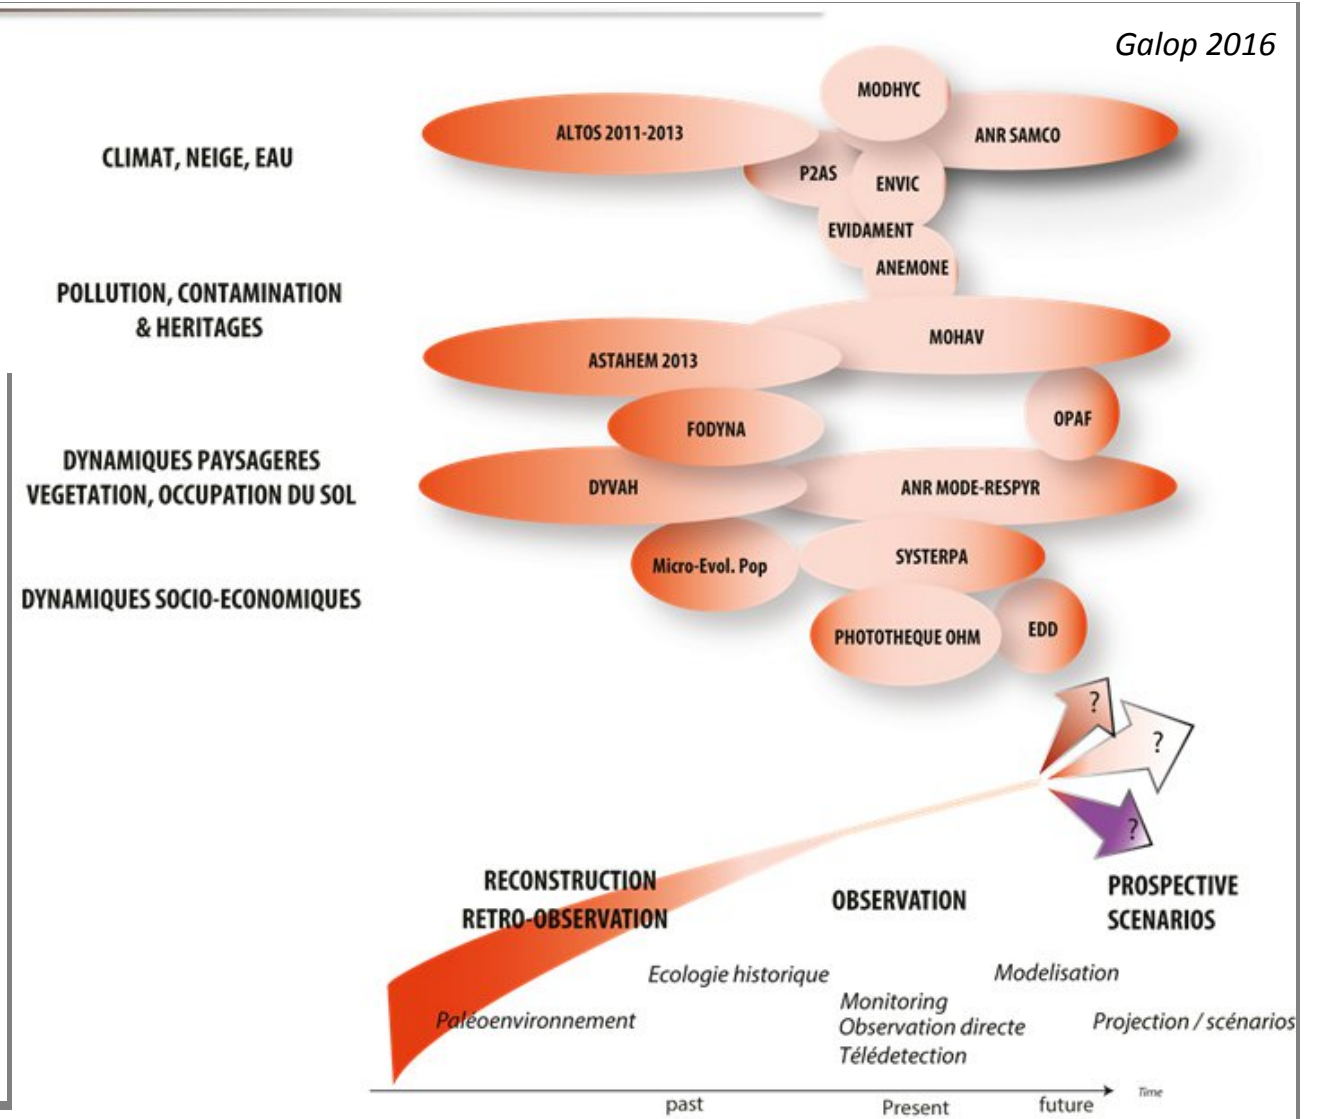 Galop 2016
MODHYC
ALTOS 2011-2013
ANR SAMCO
CLIMAT, NEIGE, EAU
P2AS
ENVIC
EVIDAMENT
ANEMONE
POLLUTION, CONTAMINATION
& HERITAGES
MOHAV
ASTAHEM 2013
OPAF
FODYNA
DYNAMIQUES PAYSAGERES
VEGETATION, OCCUPATION DU SOL
DYVAH
ANR MODE-RESPYR
SYSTERPA
Micro-Evol. Pop
DYNAMIQUES SOCIO-ECONOMIQUES
PHOTOTHEQUE OHM
EDD
?
?
?
RECONSTRUCTION
RETRO-OBSERVATION
OBSERVATION
PROSPECTIVE
SCENARIOS
Ecologie historique
Modelisation
Paléoenvironnement
Monitoring
Observation directe
Télédetection
Projection / scénarios
Time
past
Present
future